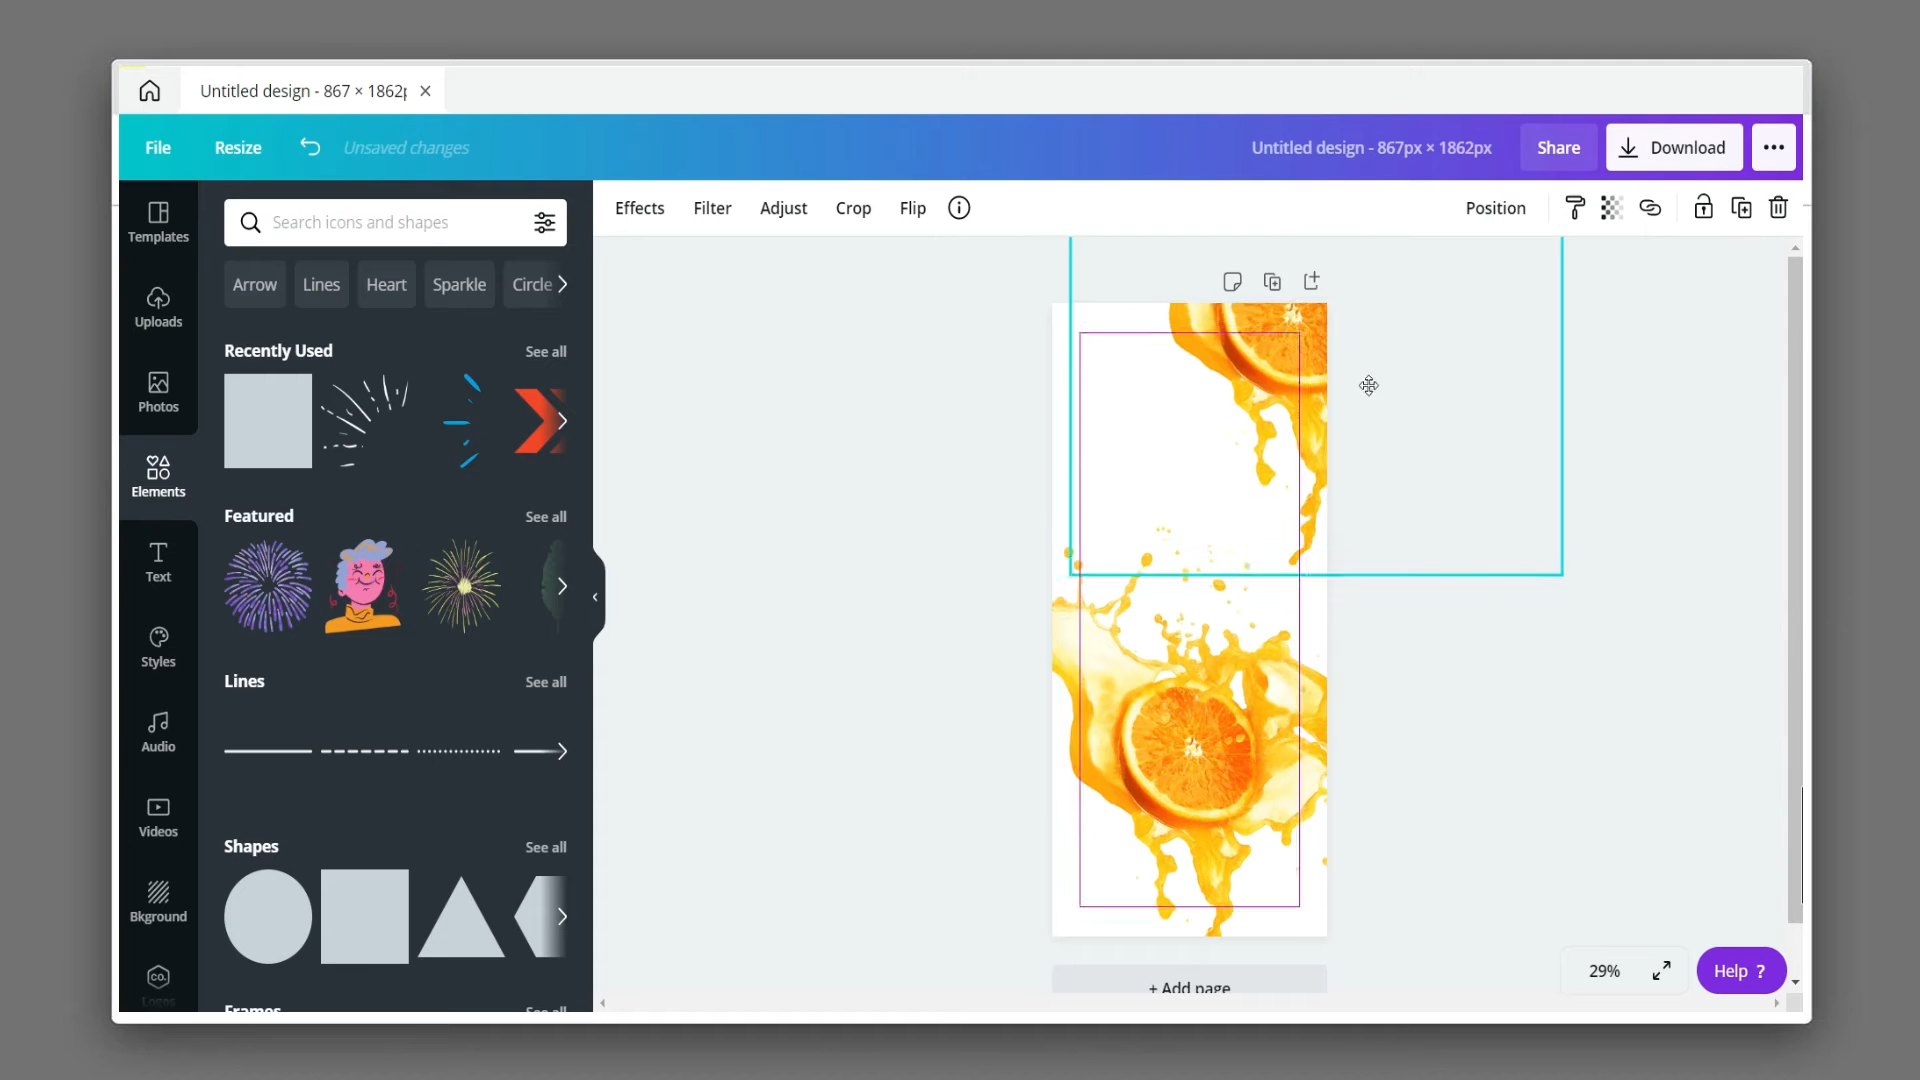 Untitled design - 867 × 1862p
File
Resize
Unsaved changes
Untitled design - 867px × 1862px
Share
Download
Templates
Uploads
Photos
Elements
Text
Styles
Audio
Videos
Bkground
CO.
Logos
Search icons and shapes
Arrow
Lines
Heart
Sparkle
Circle
Recently Used
See all
Featured
See all
Lines
See all
Shapes
See all
Frames
See all
Effects
Filter
Adjust
Crop
Flip
Position
+ Add page
29%
Help ?